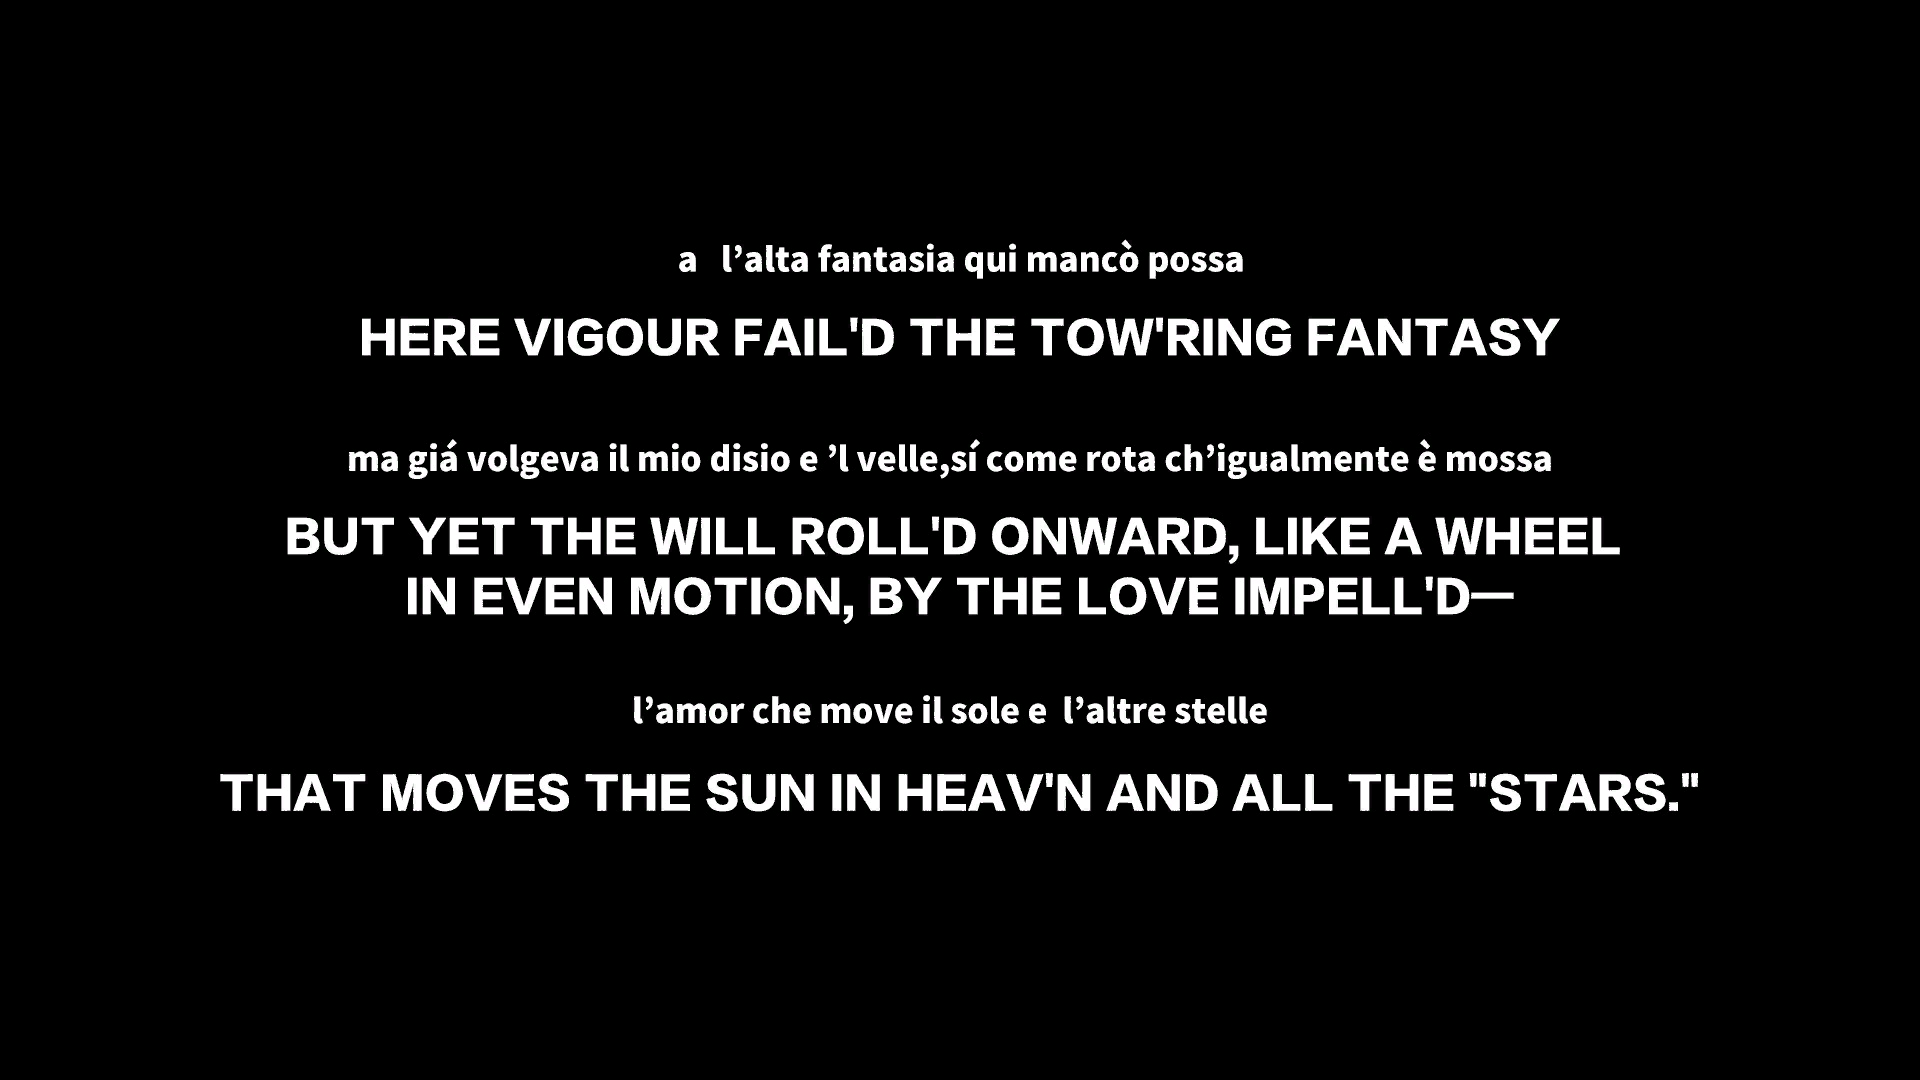 a l’alta fantasia qui mancò possa
HERE VIGOUR FAIL'D THE TOW'RING FANTASY
ma giá volgeva il mio disio e ’l velle,sí come rota ch’igualmente è mossa
BUT YET THE WILL ROLL'D ONWARD, LIKE A WHEEL
IN EVEN MOTION, BY THE LOVE IMPELL'D—
l’amor che move il sole e l’altre stelle
THAT MOVES THE SUN IN HEAV'N AND ALL THE "STARS."